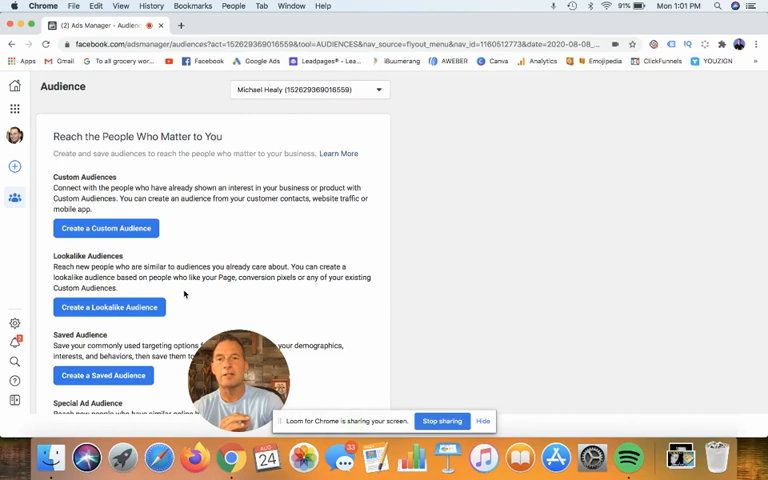 Chrome File Edit View History Bookmarks People Tab Window Help 91% Mon 1:01 PM
(2) Ads Manager - Audienc
facebook.com/adsmanager/audiences?act=152629369016559&tool=AUDIENCES&nav_source=flyout_menu&nav_id=1160512773&date=2020-08-08_...
Apps Gmail To all grocery wor... Facebook Google Ads Leadpages® - Lea... iBuumerang AWEBER Canva Analytics Emojipedia ClickFunnels YOUZIGN
Audience
Michael Healy (152629369016559)
Reach the People Who Matter to You
Create and save audiences to reach the people who matter to your business. Learn More
Custom Audiences
Connect with the people who have already shown an interest in your business or product with
Custom Audiences. You can create an audience from your customer contacts, website traffic or
mobile app.
Create a Custom Audience
Lookalike Audiences
Reach new people who are similar to audiences you already care about. You can create a
lookalike audience based on people who like your Page, conversion pixels or any of your existing
Custom Audiences.
Create a Lookalike Audience
Saved Audience
Save your commonly used targeting options f your demographics,
interests, and behaviors, then save them to
Create a Saved Audience
Special Ad Audience
Loom for Chrome is sharing your screen. Stop sharing Hide
AUG
24
33